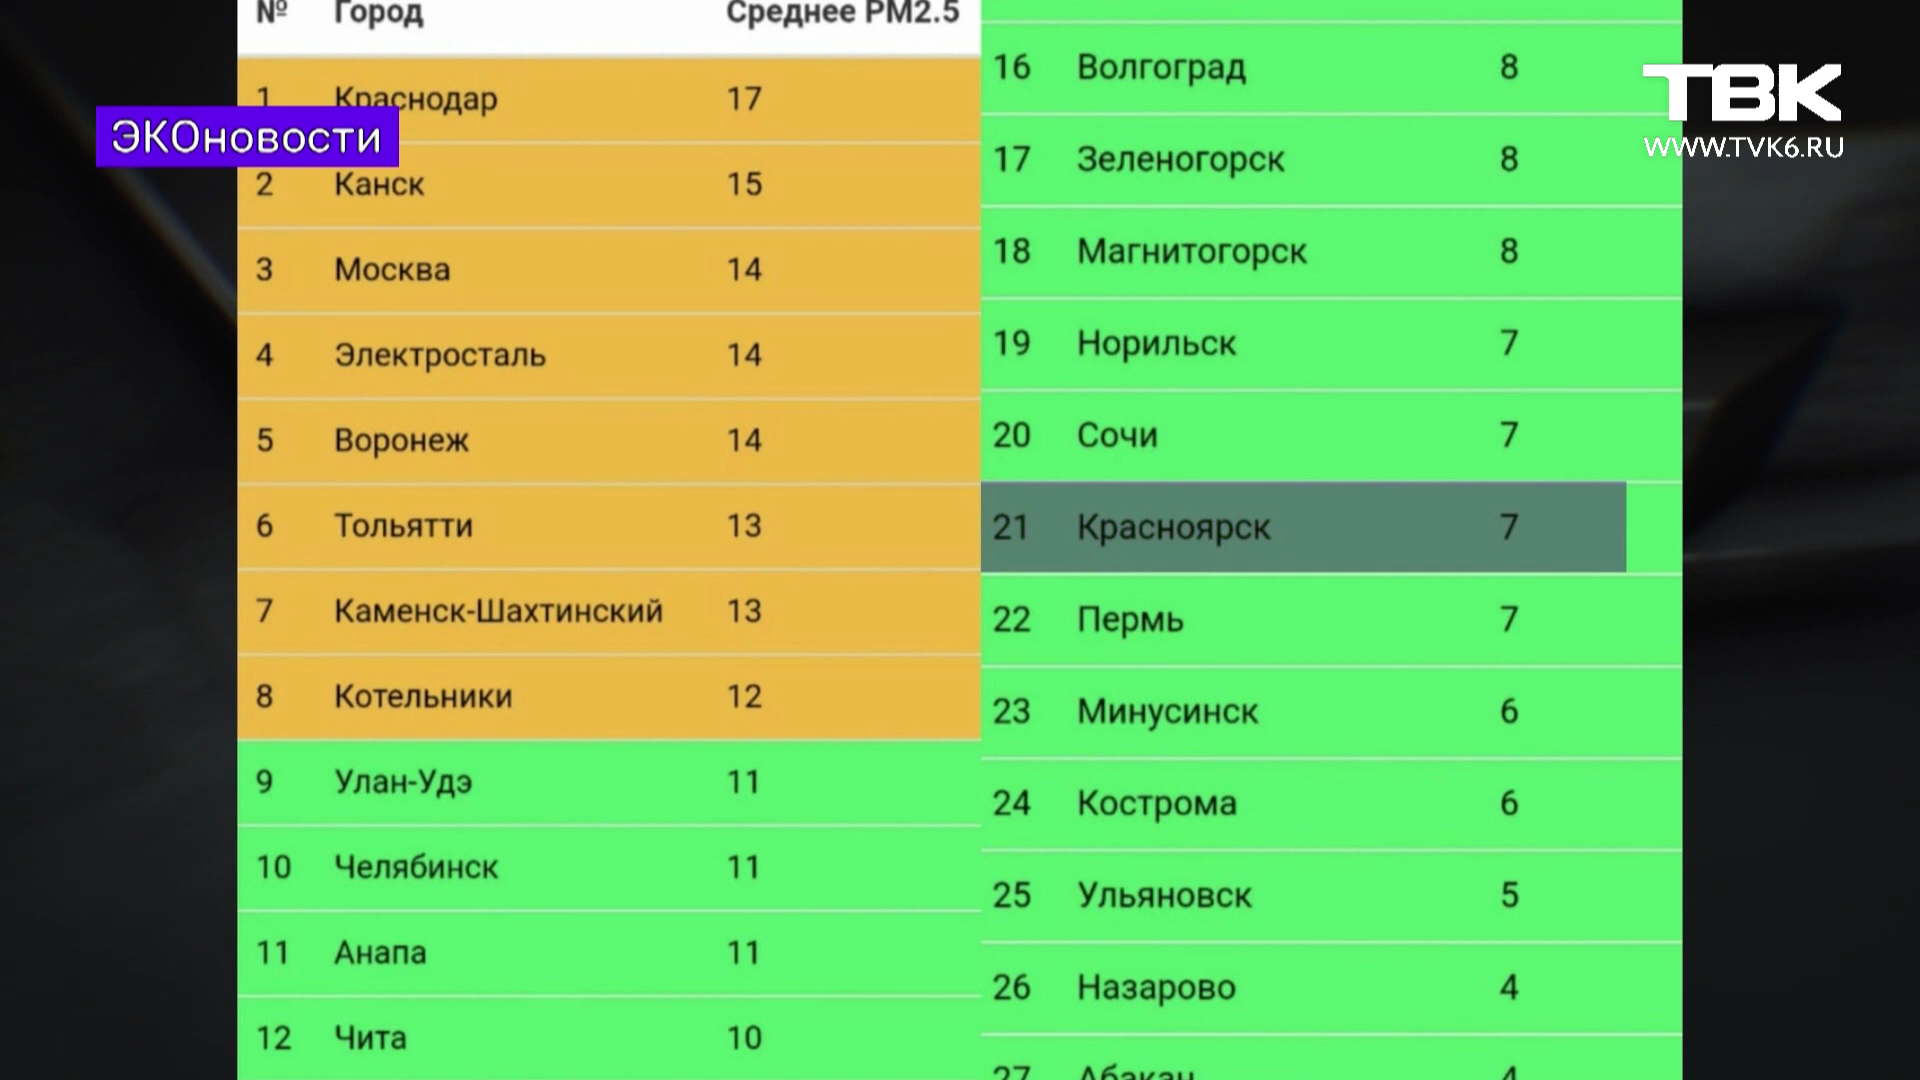 № Город Среднее PM2.5
1 Краснодар 17
2 Канск 15
3 Москва 14
4 Электросталь 14
5 Воронеж 14
6 Тольятти 13
7 Каменск-Шахтинский 13
8 Котельники 12
9 Улан-Удэ 11
10 Челябинск 11
11 Анапа 11
12 Чита 10
16 Волгоград 8
17 Зеленогорск 8
18 Магнитогорск 8
19 Норильск 7
20 Сочи 7
21 Красноярск 7
22 Пермь 7
23 Минусинск 6
24 Кострома 6
25 Ульяновск 5
26 Назарово 4
27 Абакан 4
ЭКОновости
ТВК
WWW.TVK6.RU